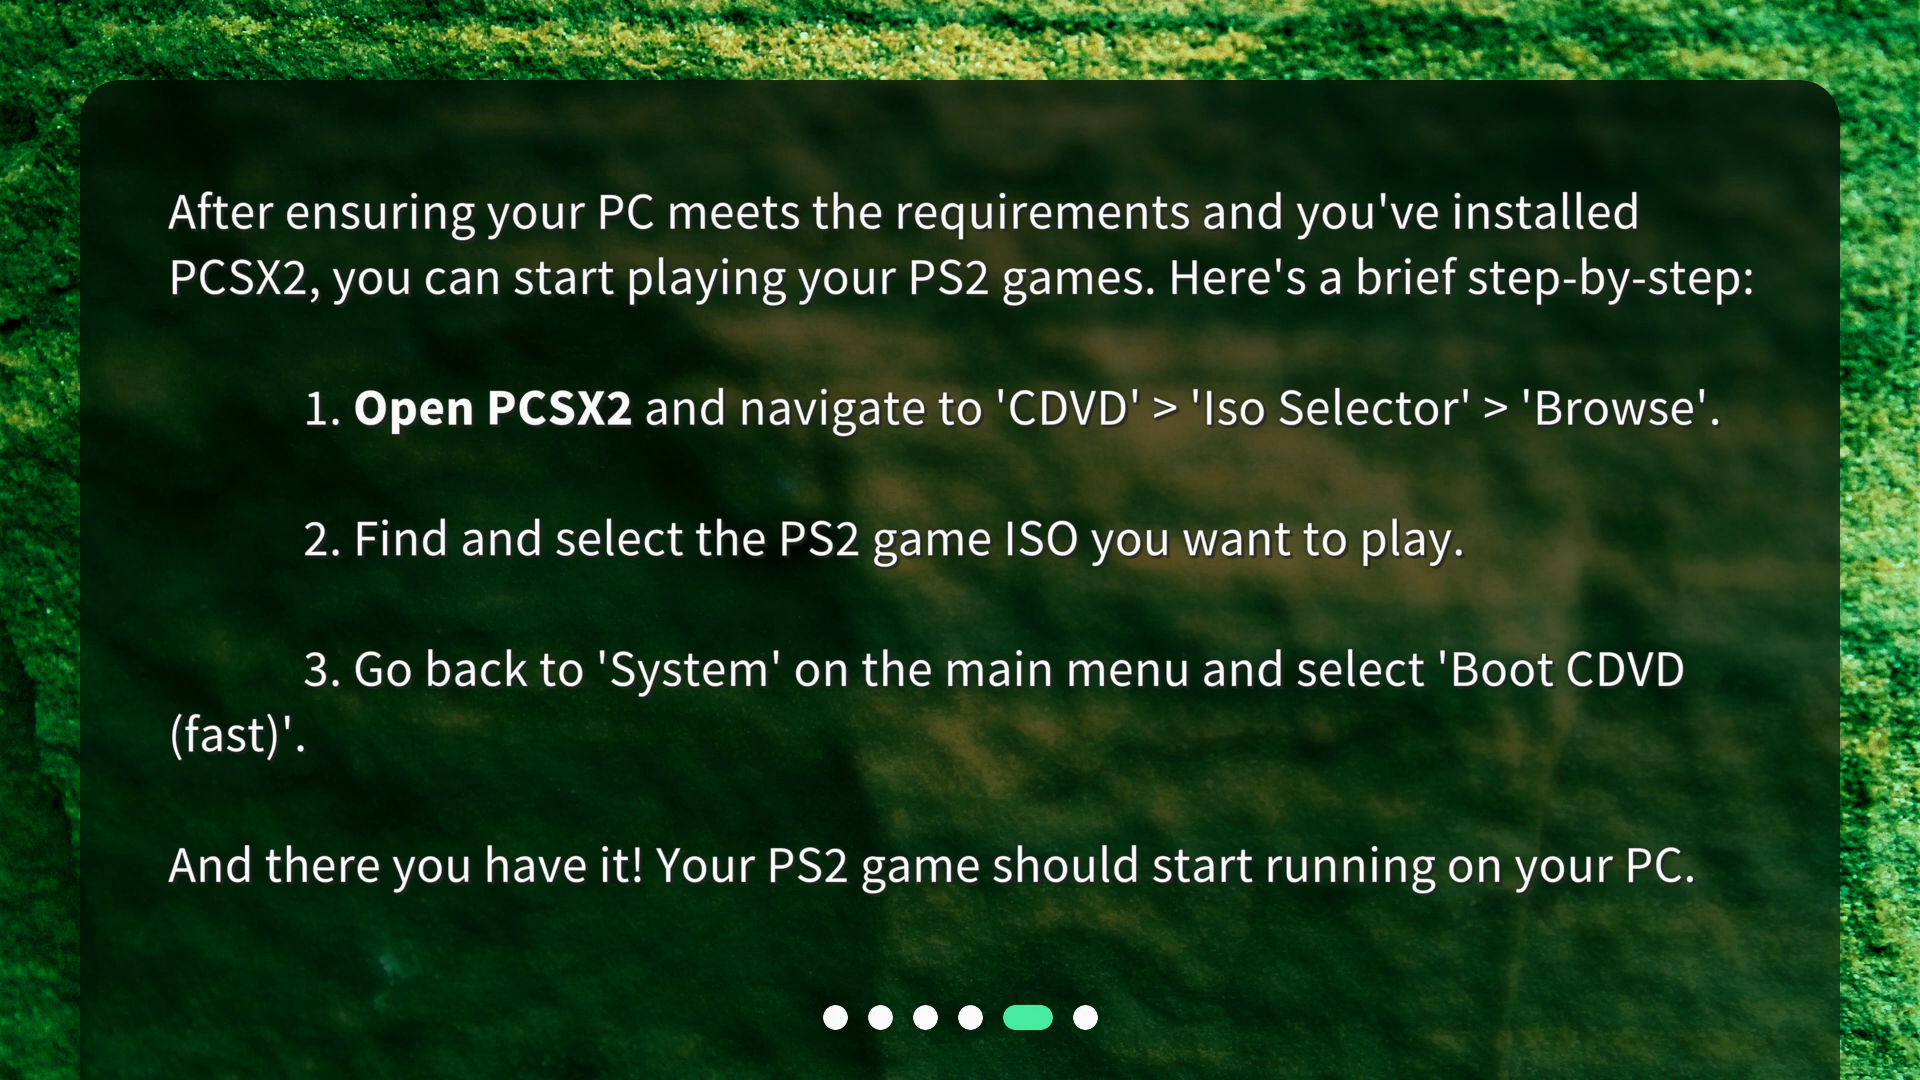 After ensuring your PC meets the requirements and you've installed
PCSX2, you can start playing your PS2 games. Here's a brief step-by-step:
1. Open PCSX2 and navigate to 'CDVD' > 'Iso Selector' > 'Browse'.
2. Find and select the PS2 game ISO you want to play.
3. Go back to 'System' on the main menu and select 'Boot CDVD
(fast)'.
And there you have it! Your PS2 game should start running on your PC.